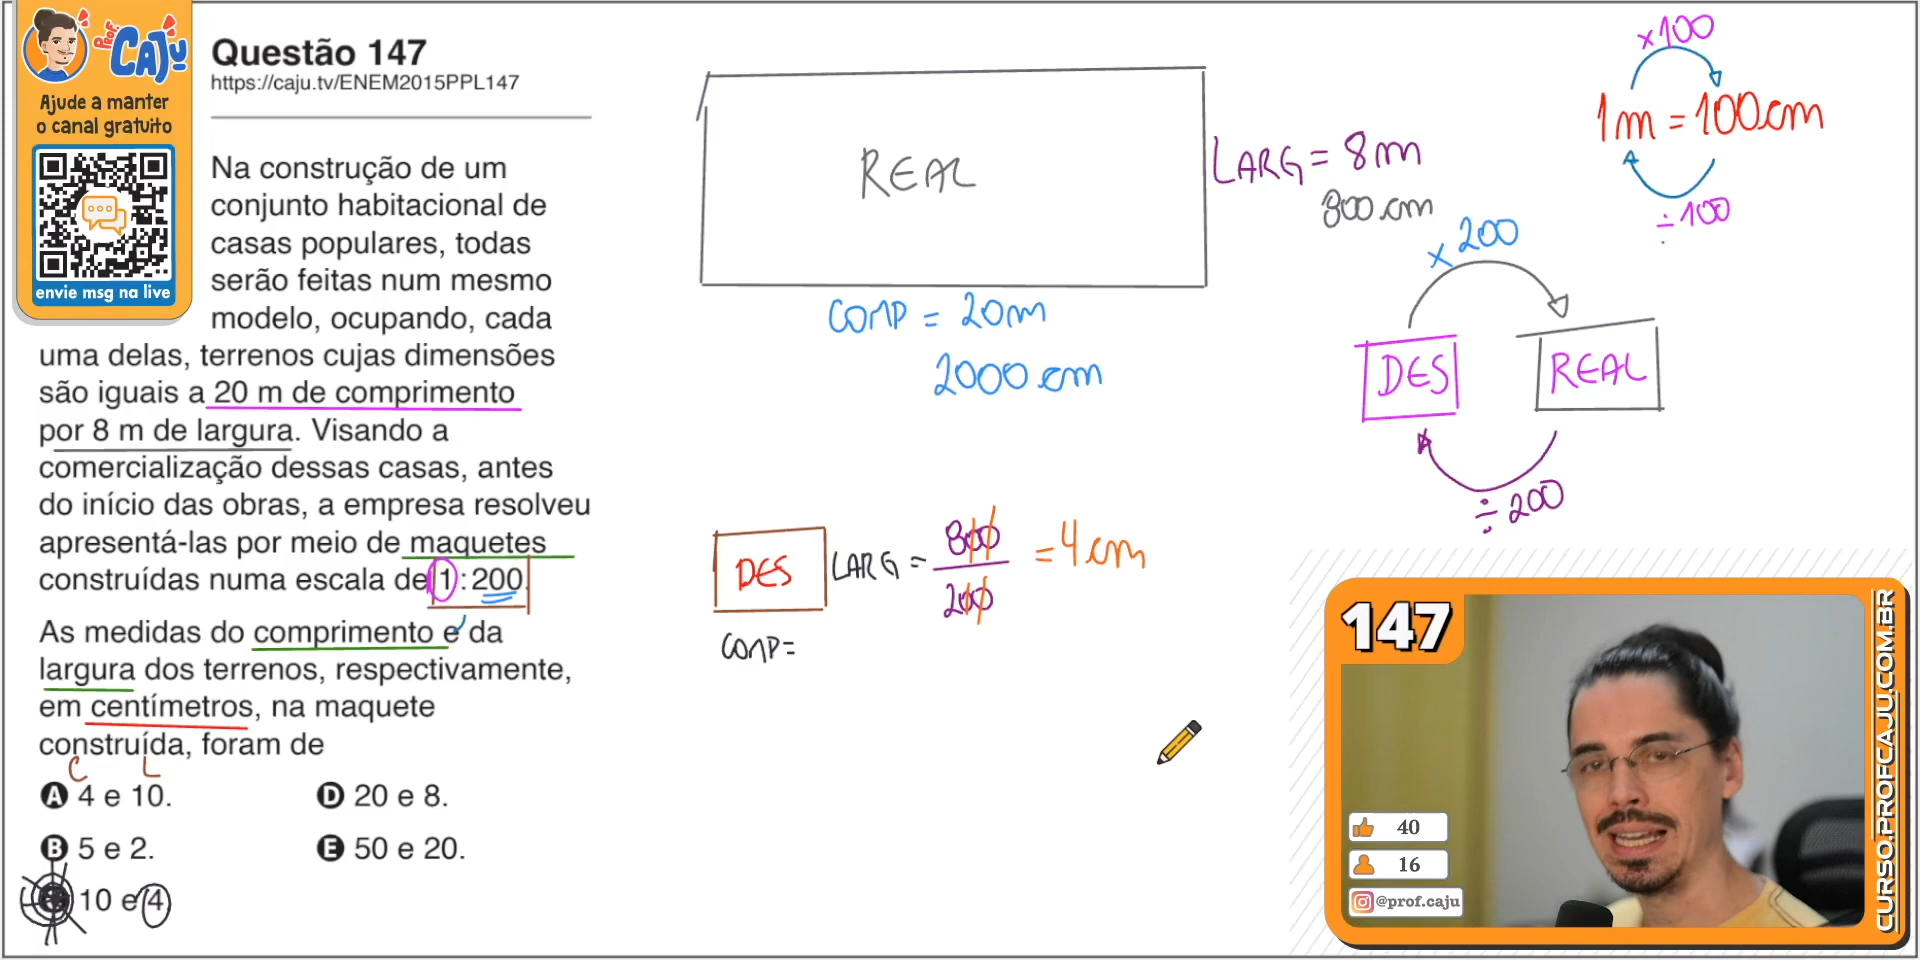 PROF. CAJU
Ajude a manter
o canal gratuito
envie msg na live
Questão 147
https://caju.tv/ENEM2015PPL147
Na construção de um
conjunto habitacional de
casas populares, todas
serão feitas num mesmo
modelo, ocupando, cada
uma delas, terrenos cujas dimensões
são iguais a 20 m de comprimento
por 8 m de largura. Visando a
comercialização dessas casas, antes
do início das obras, a empresa resolveu
apresentá-las por meio de maquetes
construídas numa escala de 1:200.
As medidas do comprimento e da
largura dos terrenos, respectivamente,
em centímetros, na maquete
construída, foram de
C L
A 4 e 10.
B 5 e 2.
10 e 4
D 20 e 8.
E 50 e 20.
REAL
LARG = 8m
800 cm
COMP = 20m
2000 cm
×100
1m = 100cm
÷100
×200
DES REAL
÷200
DES LARG = 800/200 = 4cm
COMP=
147
40
16
@prof.caju
CURSO.PROFCAJU.COM.BR